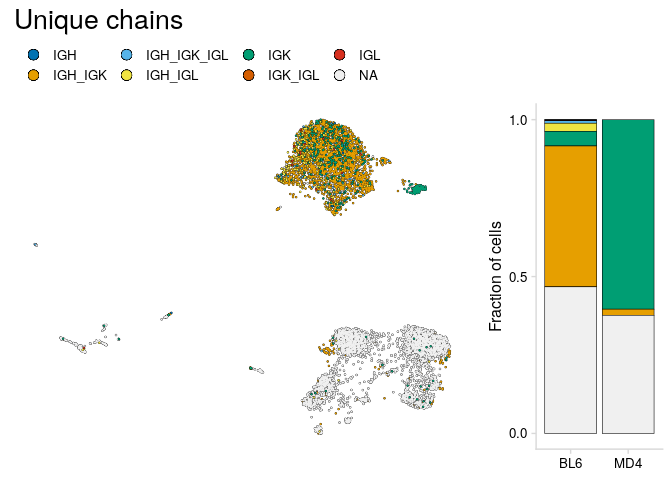 Unique chains
IGH IGH_IGK_IGL IGK IGL
IGH_IGK IGH_IGL IGK_IGL NA
1.0
0.5
0.0
Fraction of cells
BL6 MD4